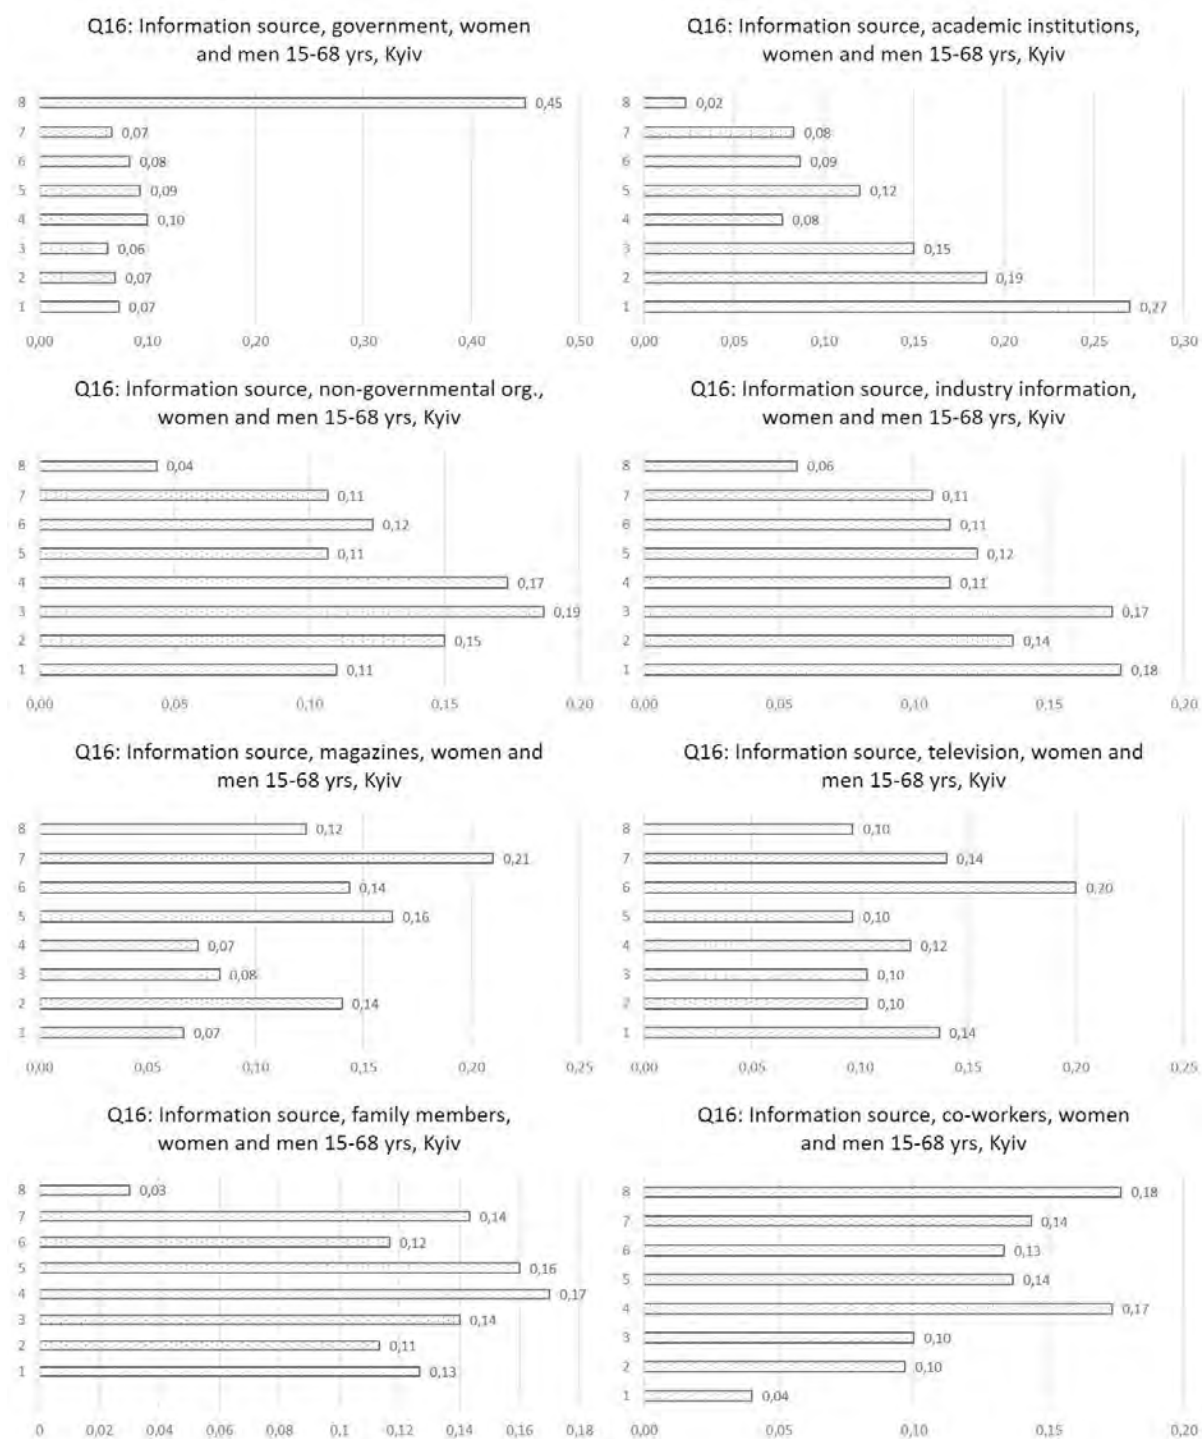 Q16: Information source, government, women
and men 15-68 yrs, Kyiv
8 0,45
7 0,07
6 0,08
5 0,09
4 0,10
3 0,06
2 0,07
1 0,07
0,00 0,10 0,20 0,30 0,40 0,50
Q16: Information source, academic institutions,
women and men 15-68 yrs, Kyiv
8 0,02
7 0,08
6 0,09
5 0,12
4 0,08
3 0,15
2 0,19
1 0,27
0,00 0,05 0,10 0,15 0,20 0,25 0,30
Q16: Information source, non-governmental org.,
women and men 15-68 yrs, Kyiv
8 0,04
7 0,11
6 0,12
5 0,11
4 0,17
3 0,19
2 0,15
1 0,11
0,00 0,05 0,10 0,15 0,20
Q16: Information source, industry information,
women and men 15-68 yrs, Kyiv
8 0,06
7 0,11
6 0,11
5 0,12
4 0,11
3 0,17
2 0,14
1 0,18
0,00 0,05 0,10 0,15 0,20
Q16: Information source, magazines, women and
men 15-68 yrs, Kyiv
8 0,12
7 0,21
6 0,14
5 0,16
4 0,07
3 0,08
2 0,14
1 0,07
0,00 0,05 0,10 0,15 0,20 0,25
Q16: Information source, television, women and
men 15-68 yrs, Kyiv
8 0,10
7 0,14
6 0,20
5 0,10
4 0,12
3 0,10
2 0,10
1 0,14
0,00 0,05 0,10 0,15 0,20 0,25
Q16: Information source, family members,
women and men 15-68 yrs, Kyiv
8 0,03
7 0,14
6 0,12
5 0,16
4 0,17
3 0,14
2 0,11
1 0,13
0 0,02 0,04 0,06 0,08 0,1 0,12 0,14 0,16 0,18
Q16: Information source, co-workers, women
and men 15-68 yrs, Kyiv
8 0,18
7 0,14
6 0,13
5 0,14
4 0,17
3 0,10
2 0,10
1 0,04
0,00 0,05 0,10 0,15 0,20